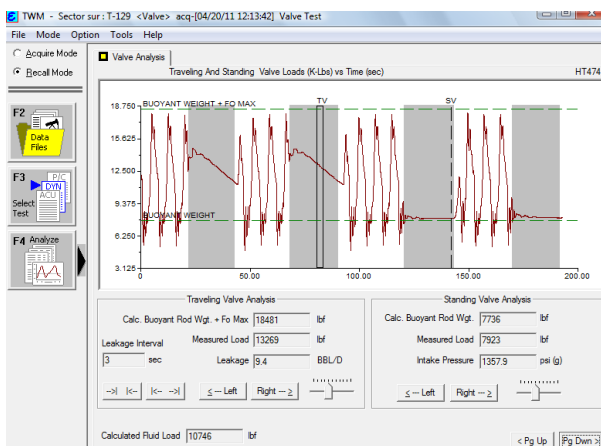 TWM - Sector sur : T-129 <Valve> acq-[04/20/11 12:13:42] Valve Test
File Mode Option Tools Help
Acquire Mode
Recall Mode
F2
Data
Files
F3
Select
Test
P/C
DYN
ACU
F4 Analyze
Valve Analysis
Traveling And Standing Valve Loads (K-Lbs) vs Time (sec)
HT474
18.750
BUOYANT WEIGHT + FO MAX
TV
SV
15.625
12.500
9.375
BUOYANT WEIGHT
6.250
3.125
0
50.00
100.00
150.00
200.00
Traveling Valve Analysis
Calc. Buoyant Rod Wgt. + Fo Max 18481 lbf
Leakage Interval
Measured Load 13269 lbf
3 sec
Leakage 9.4 BBL/D
-->| |<-- |<-- -->|
< --- Left Right --- >
Standing Valve Analysis
Calc. Buoyant Rod Wgt. 7736 lbf
Measured Load 7923 lbf
Intake Pressure 1357.9 psi (g)
< --- Left Right --- >
Calculated Fluid Load 10746 lbf
< Pg Up Pg Dwn >